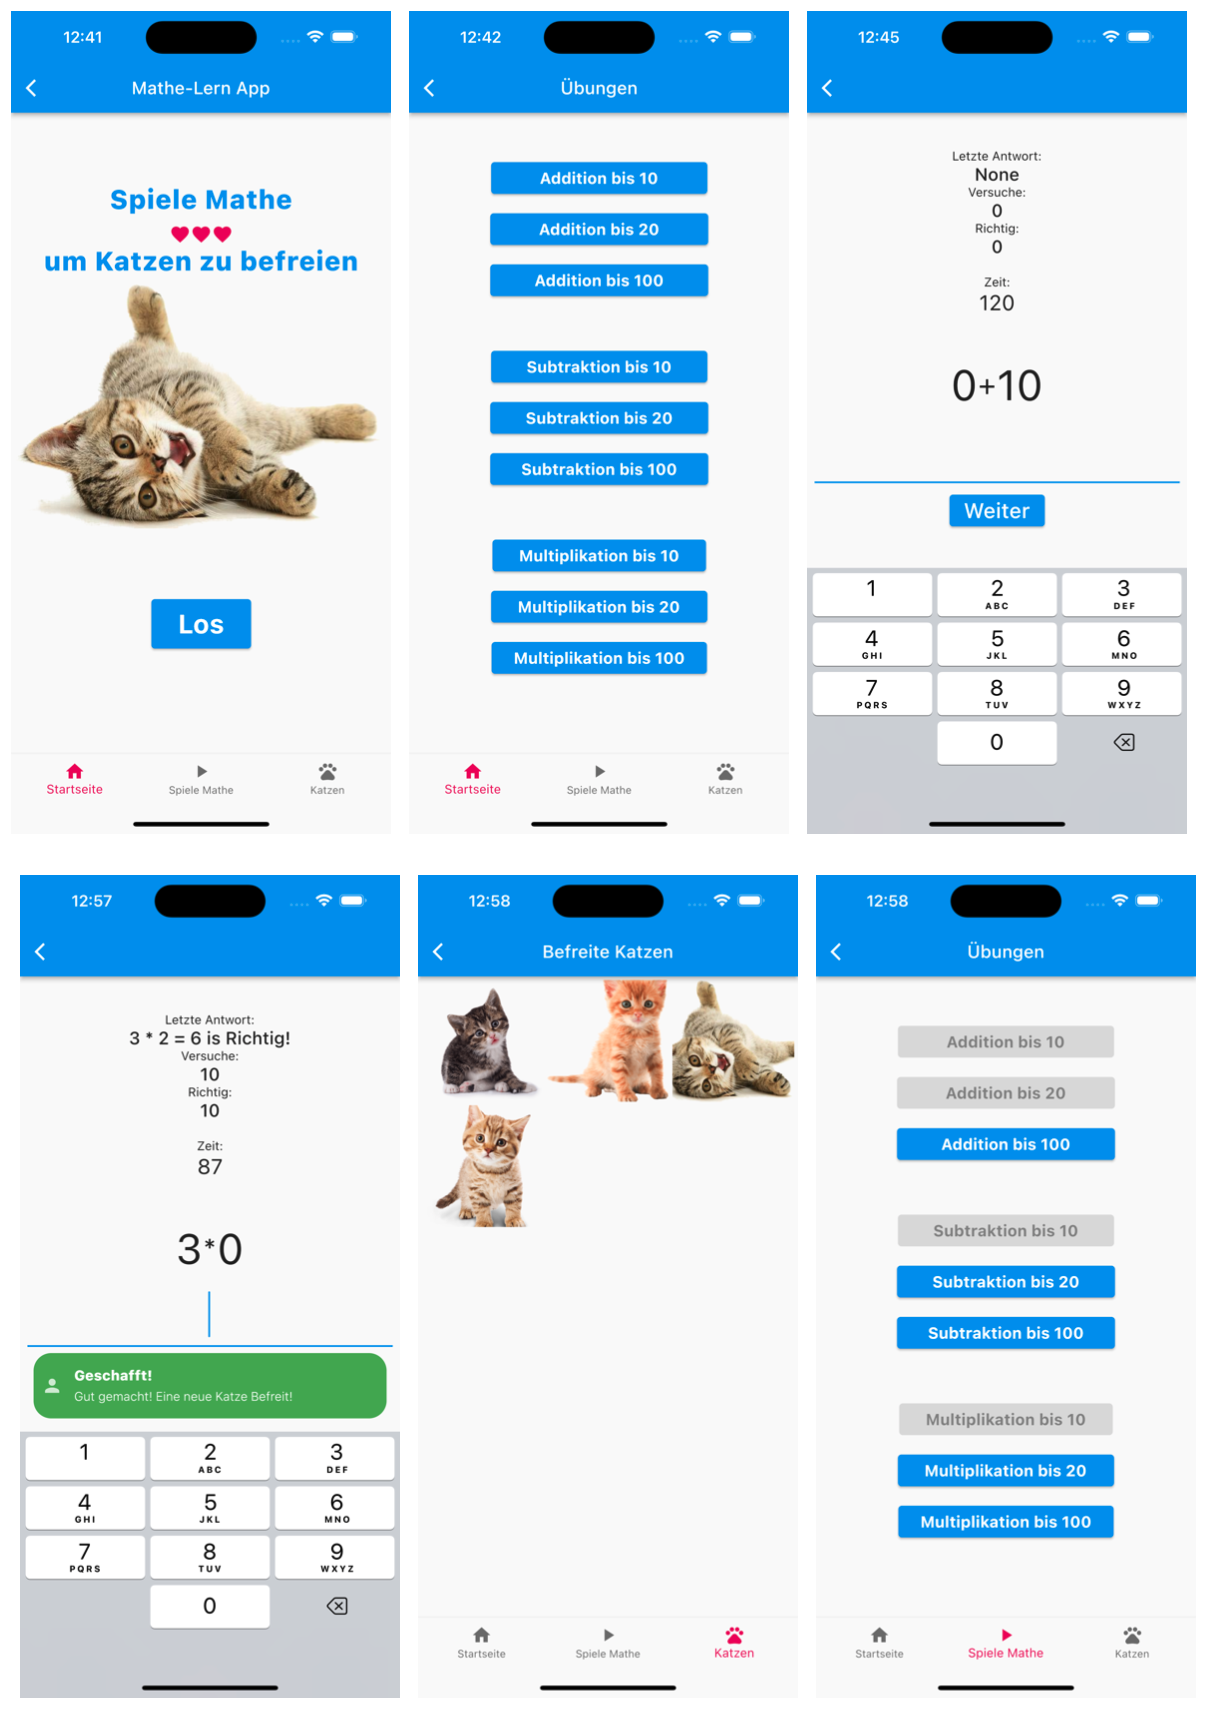 12:41
Mathe-Lern App
Spiele Mathe
um Katzen zu befreien
Los
Startseite
Spiele Mathe
Katzen
12:42
Übungen
Addition bis 10
Addition bis 20
Addition bis 100
Subtraktion bis 10
Subtraktion bis 20
Subtraktion bis 100
Multiplikation bis 10
Multiplikation bis 20
Multiplikation bis 100
Startseite
Spiele Mathe
Katzen
12:45
Letzte Antwort:
None
Versuche:
0
Richtig:
0
Zeit:
120
0+10
Weiter
1 2 3
ABC DEF
4 5 6
GHI JKL MNO
7 8 9
PQRS TUV WXYZ
0
12:57
Letzte Antwort:
3 * 2 = 6 is Richtig!
Versuche:
10
Richtig:
10
Zeit:
87
3*0
Geschafft!
Gut gemacht! Eine neue Katze Befreit!
1 2 3
ABC DEF
4 5 6
GHI JKL MNO
7 8 9
PQRS TUV WXYZ
0
12:58
Befreite Katzen
Startseite
Spiele Mathe
Katzen
12:58
Übungen
Addition bis 10
Addition bis 20
Addition bis 100
Subtraktion bis 10
Subtraktion bis 20
Subtraktion bis 100
Multiplikation bis 10
Multiplikation bis 20
Multiplikation bis 100
Startseite
Spiele Mathe
Katzen